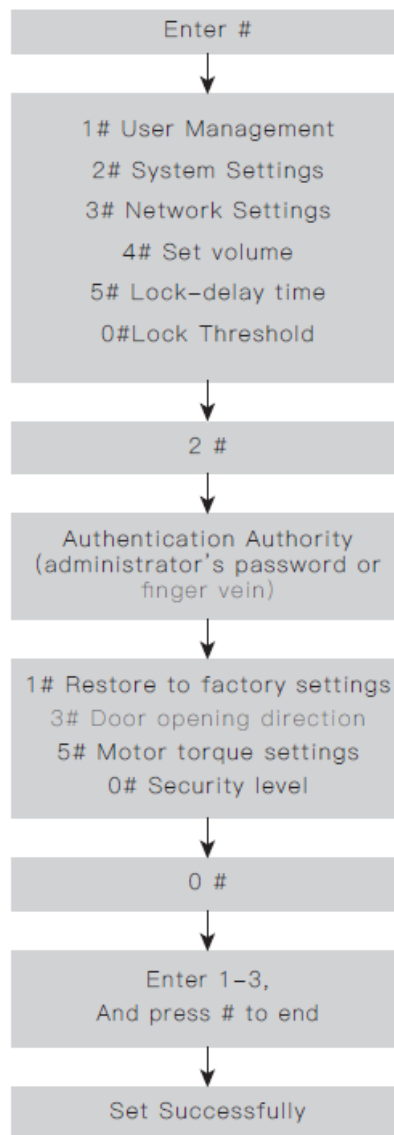 Enter #
1# User Management
2# System Settings
3# Network Settings
4# Set volume
5# Lock-delay time
0#Lock Threshold
2 #
Authentication Authority
(administrator's password or
finger vein)
1# Restore to factory settings
3# Door opening direction
5# Motor torque settings
0# Security level
0 #
Enter 1-3,
And press # to end
Set Successfully